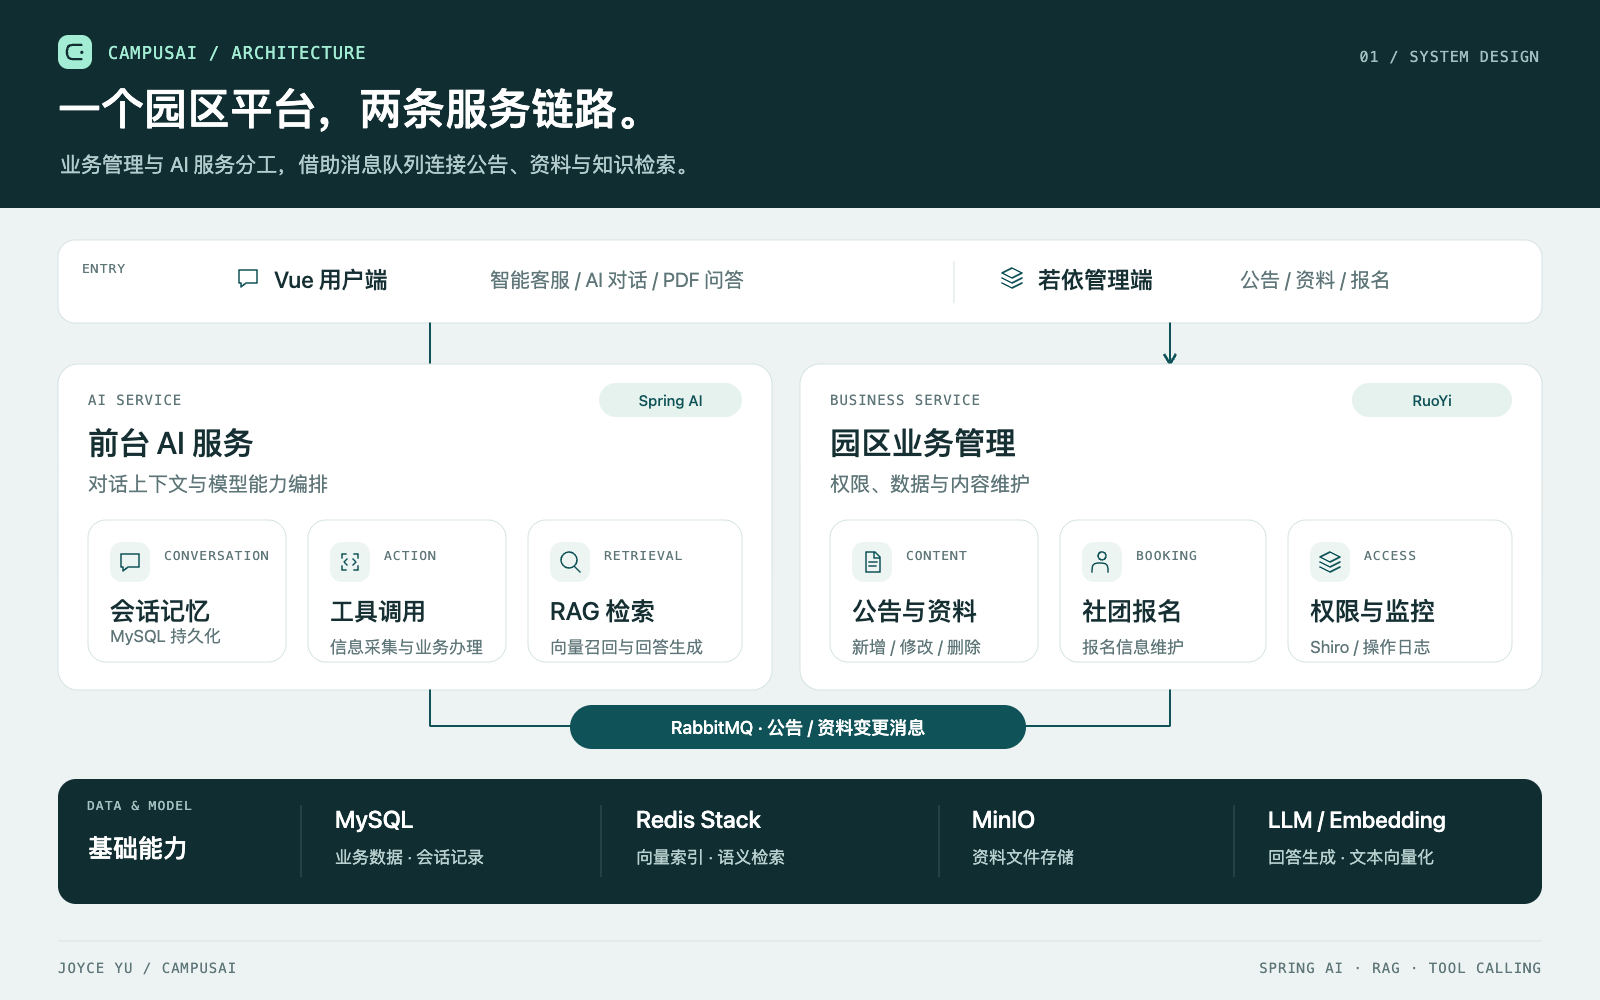 CAMPUSAI / ARCHITECTURE
01 / SYSTEM DESIGN
一个园区平台，两条服务链路。
业务管理与 AI 服务分工，借助消息队列连接公告、资料与知识检索。
ENTRY
Vue 用户端
智能客服 / AI 对话 / PDF 问答
若依管理端
公告 / 资料 / 报名
AI SERVICE
Spring AI
前台 AI 服务
对话上下文与模型能力编排
CONVERSATION
会话记忆
MySQL 持久化
ACTION
工具调用
信息采集与业务办理
RETRIEVAL
RAG 检索
向量召回与回答生成
BUSINESS SERVICE
RuoYi
园区业务管理
权限、数据与内容维护
CONTENT
公告与资料
新增 / 修改 / 删除
BOOKING
社团报名
报名信息维护
ACCESS
权限与监控
Shiro / 操作日志
RabbitMQ · 公告 / 资料变更消息
DATA & MODEL
基础能力
MySQL
业务数据 · 会话记录
Redis Stack
向量索引 · 语义检索
MinIO
资料文件存储
LLM / Embedding
回答生成 · 文本向量化
JOYCE YU / CAMPUSAI
SPRING AI · RAG · TOOL CALLING